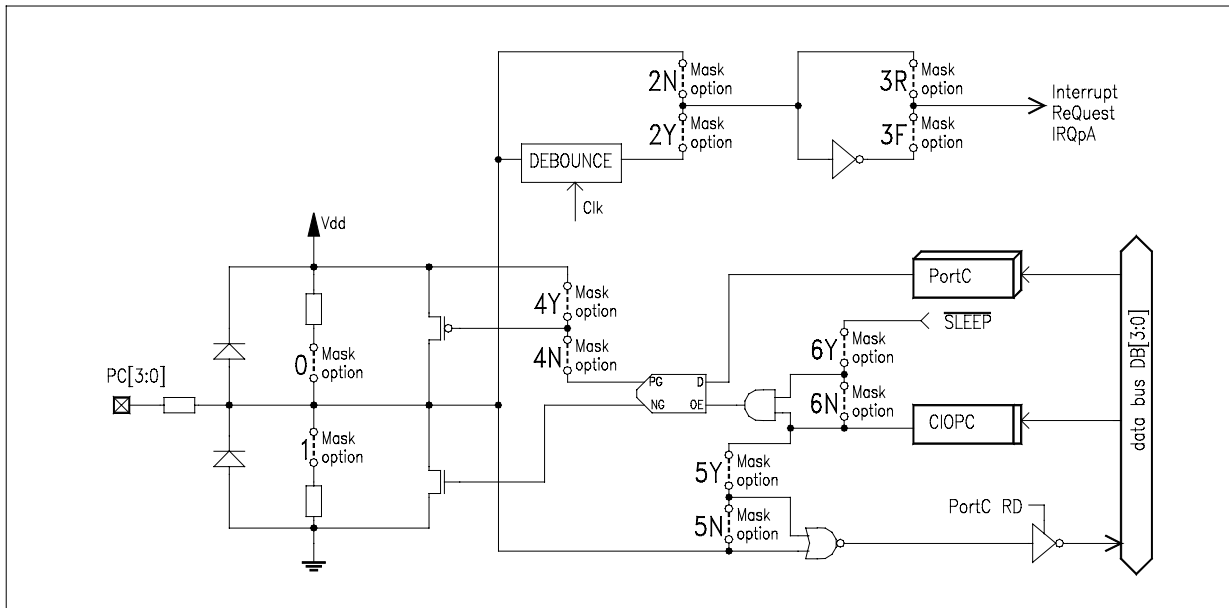 2N
Mask
option
2Y
Mask
option
3R
Mask
option
3F
Mask
option
Interrupt
ReQuest
IRQpA
DEBOUNCE
Clk
Vdd
4Y
Mask
option
4N
Mask
option
PortC
SLEEP
6Y
Mask
option
6N
Mask
option
PC[3:0]
0
Mask
option
1
Mask
option
PG
D
NG
OE
CIOPC
5Y
Mask
option
5N
Mask
option
PortC RD
data bus DB[3:0]